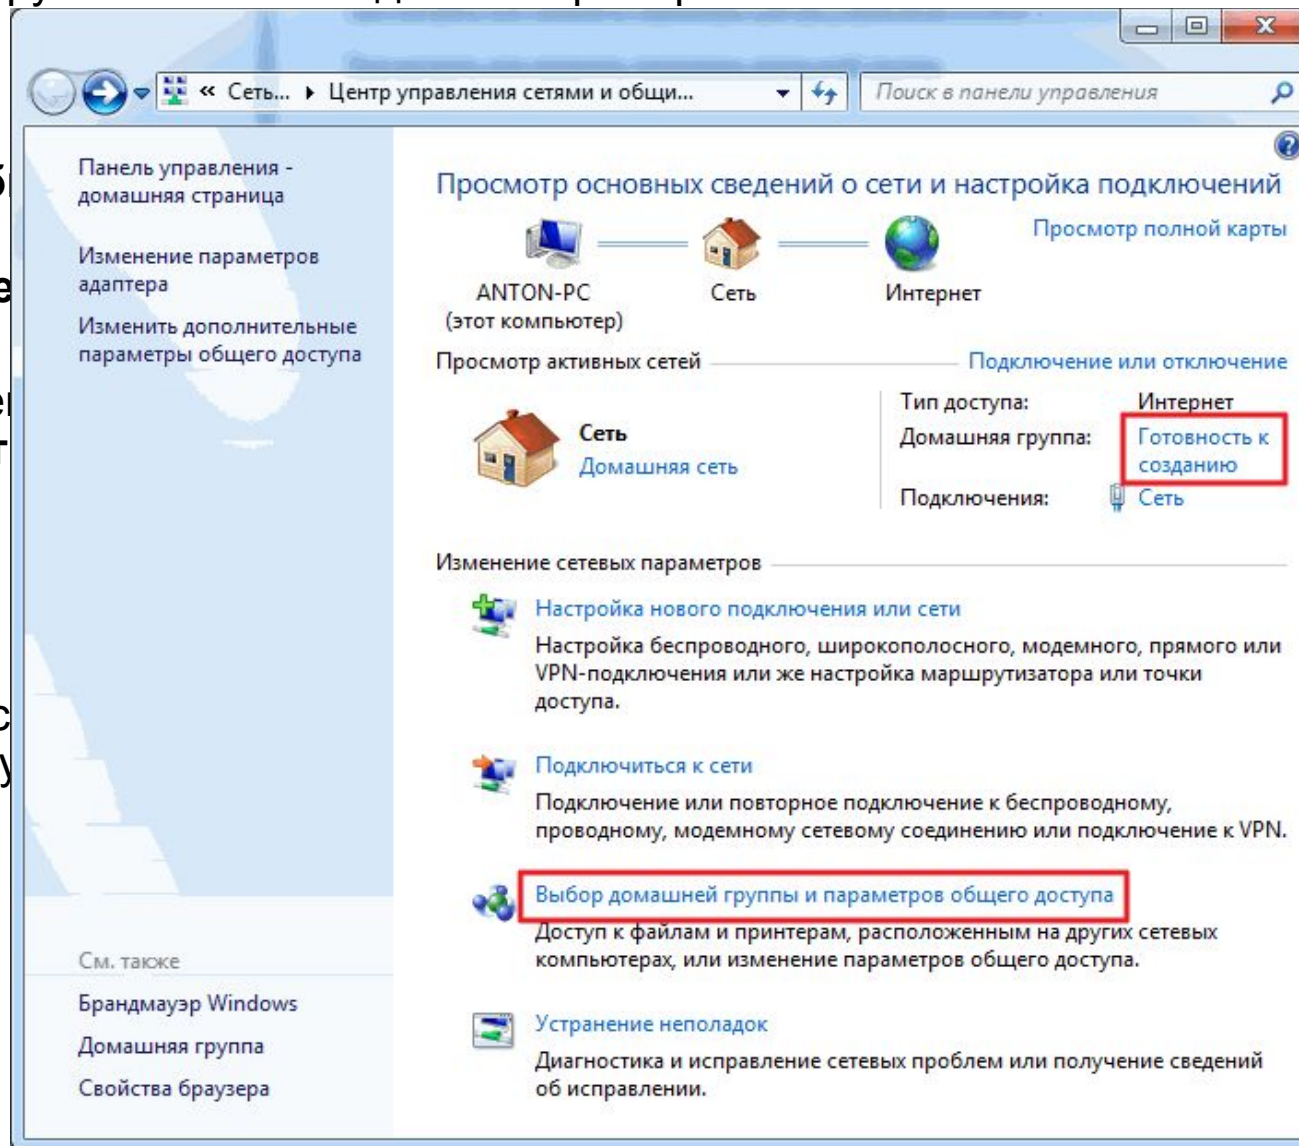 « Сеть... ▸ Центр управления сетями и общи...
Поиск в панели управления
Панель управления -
домашняя страница
Изменение параметров
адаптера
Изменить дополнительные
параметры общего доступа
См. также
Брандмауэр Windows
Домашняя группа
Свойства браузера
Просмотр основных сведений о сети и настройка подключений
Просмотр полной карты
ANTON-PC
(этот компьютер)
Сеть
Интернет
Просмотр активных сетей
Подключение или отключение
Сеть
Домашняя сеть
Тип доступа: Интернет
Домашняя группа: Готовность к
созданию
Подключения: Сеть
Изменение сетевых параметров
Настройка нового подключения или сети
Настройка беспроводного, широкополосного, модемного, прямого или
VPN-подключения или же настройка маршрутизатора или точки
доступа.
Подключиться к сети
Подключение или повторное подключение к беспроводному,
проводному, модемному сетевому соединению или подключение к VPN.
Выбор домашней группы и параметров общего доступа
Доступ к файлам и принтерам, расположенным на других сетевых
компьютерах, или изменение параметров общего доступа.
Устранение неполадок
Диагностика и исправление сетевых проблем или получение сведений
об исправлении.